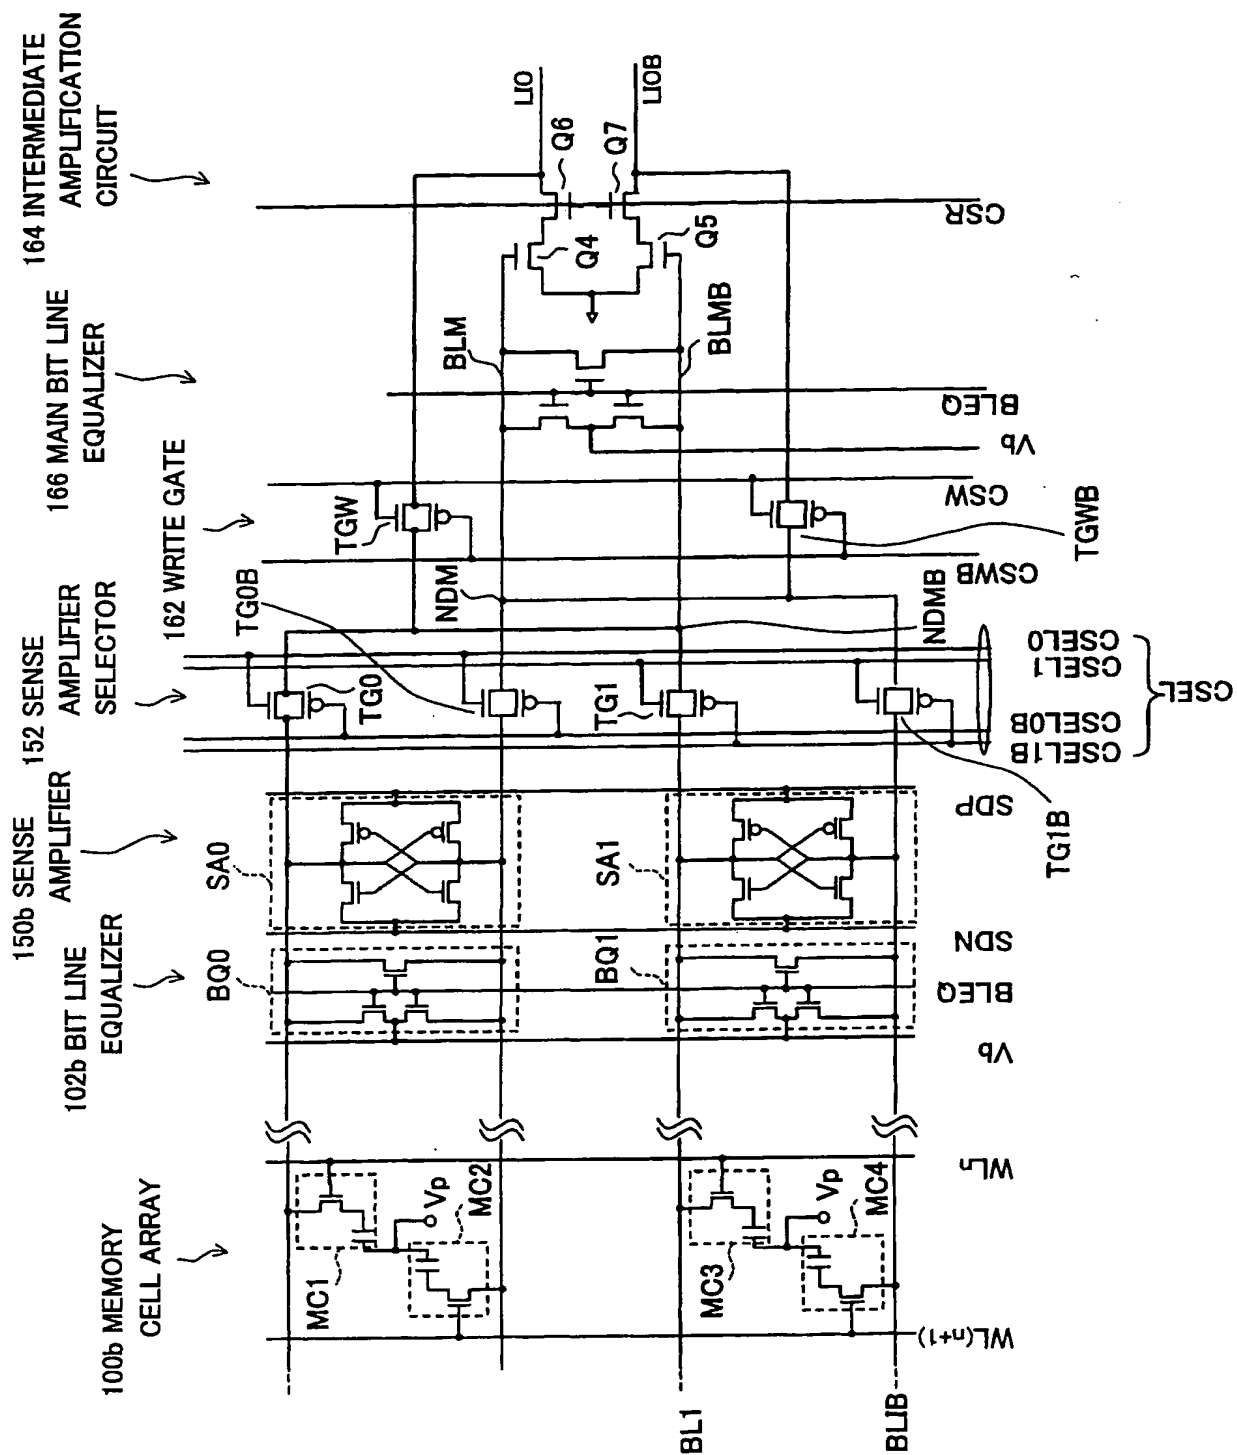 100b MEMORY
CELL ARRAY
102b BIT LINE
EQUALIZER
150b SENSE
AMPLIFIER
152 SENSE
AMPLIFIER
SELECTOR
162 WRITE GATE
166 MAIN BIT LINE
EQUALIZER
164 INTERMEDIATE
AMPLIFICATION
CIRCUIT
MC1
MC2
Vp
MC3
MC4
Vp
BQ0
BQ1
SA0
SA1
TG0
TG0B
TG1
TG1B
TGW
TGWB
NDM
NDMB
BLM
BLMB
Q4
Q5
Q6
Q7
LIO
LIOB
BL1
BLIB
WL(n+1)
WLn
Vb
BLEQ
SDN
SDP
CSEL1B
CSEL0B
CSEL1
CSEL0
CSEL
CSWB
CSW
Vb
BLEQ
CSR